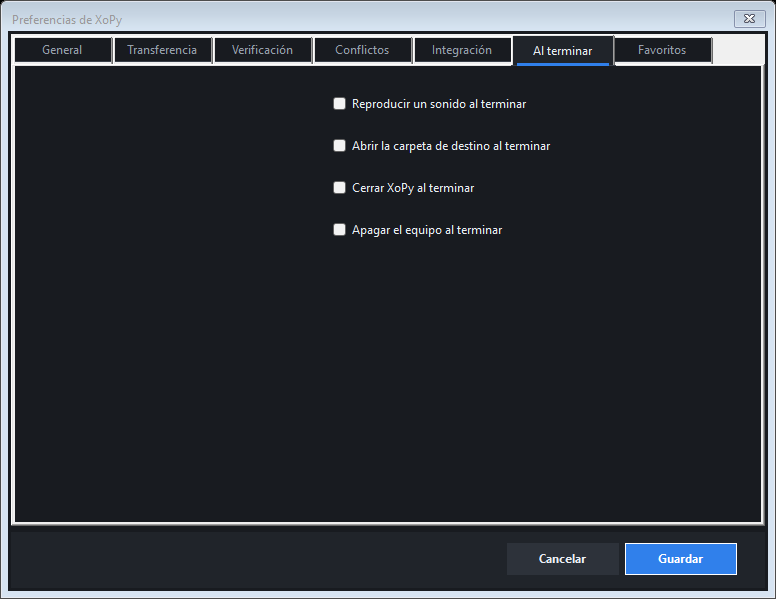 Preferencias de XoPy
General
Transferencia
Verificación
Conflictos
Integración
Al terminar
Favoritos
Reproducir un sonido al terminar
Abrir la carpeta de destino al terminar
Cerrar XoPy al terminar
Apagar el equipo al terminar
Cancelar
Guardar